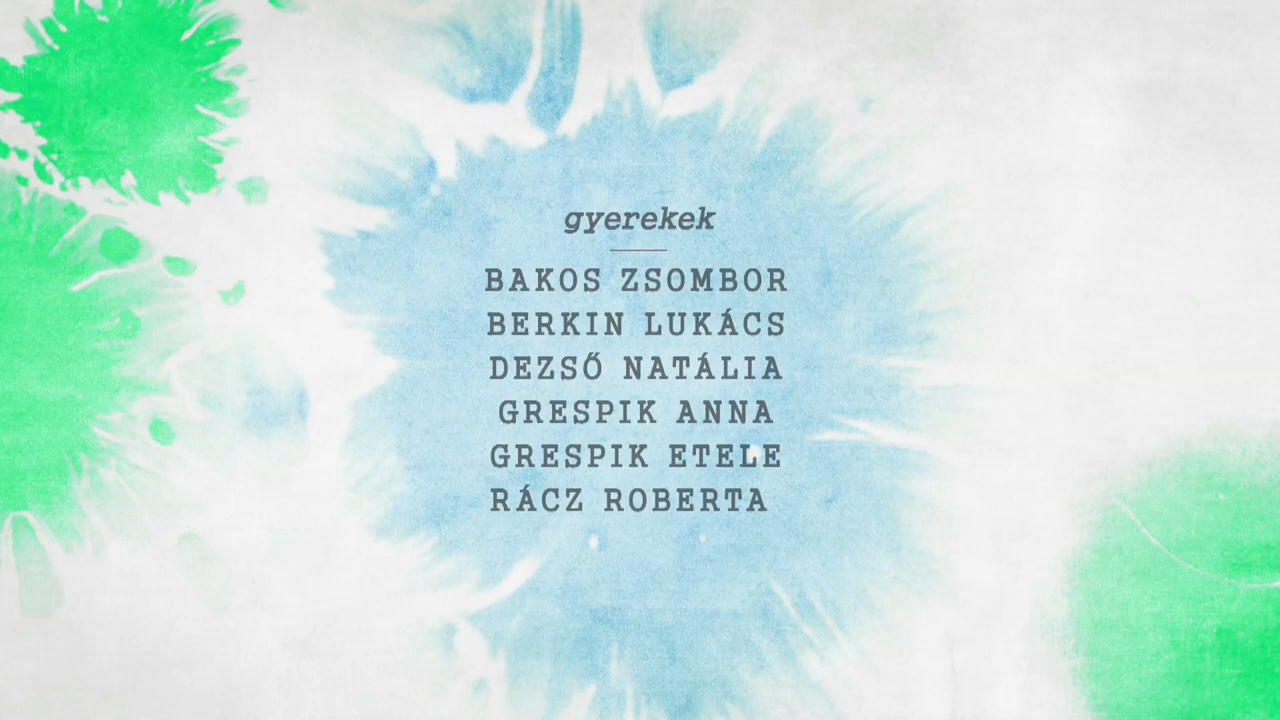 gyerekek
BAKOS ZSOMBOR
BERKIN LUKÁCS
DEZSŐ NATÁLIA
GRESPIK ANNA
GRESPIK ETELE
RÁCZ ROBERTA